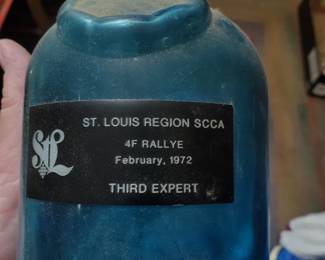 StL
ST. LOUIS REGION SCCA
4F RALLYE
February, 1972
THIRD EXPERT